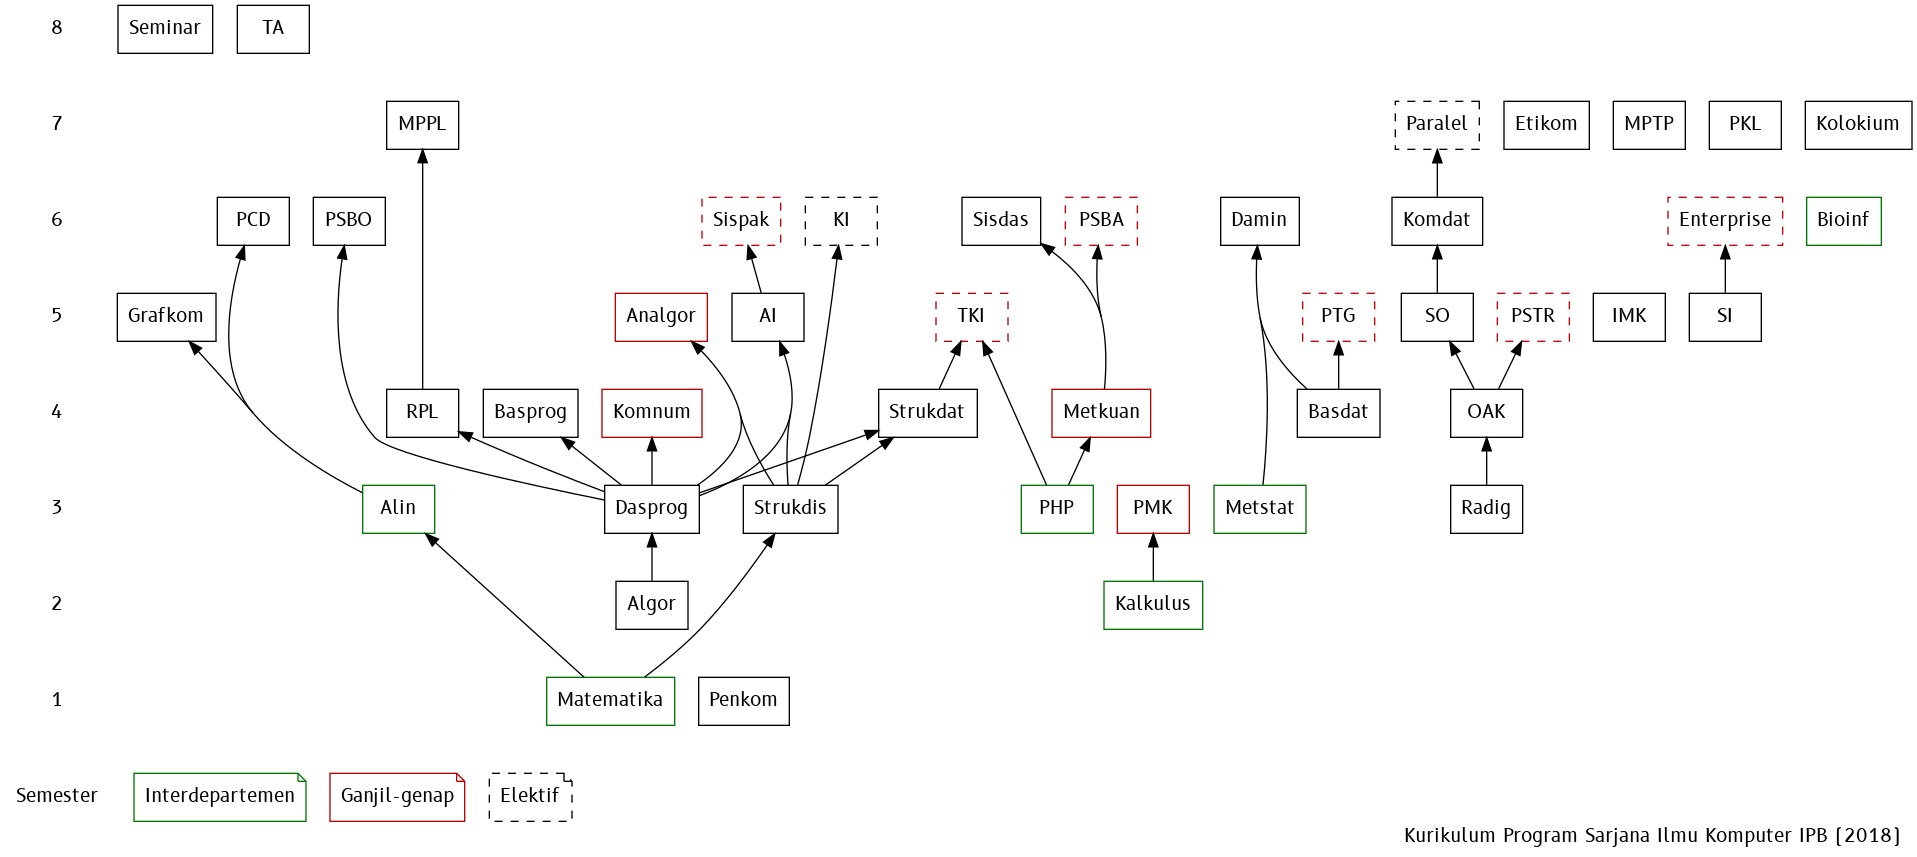 8 Seminar TA
7 MPPL Paralel Etikom MPTP PKL Kolokium
6 PCD PSBO Sispak KI Sisdas PSBA Damin Komdat Enterprise Bioinf
5 Grafkom Analgor AI TKI PTG SO PSTR IMK SI
4 RPL Basprog Komnum Strukdat Metkuan Basdat OAK
3 Alin Dasprog Strukdis PHP PMK Metstat Radig
2 Algor Kalkulus
1 Matematika Penkom
Semester Interdepartemen Ganjil-genap Elektif
Kurikulum Program Sarjana Ilmu Komputer IPB (2018)